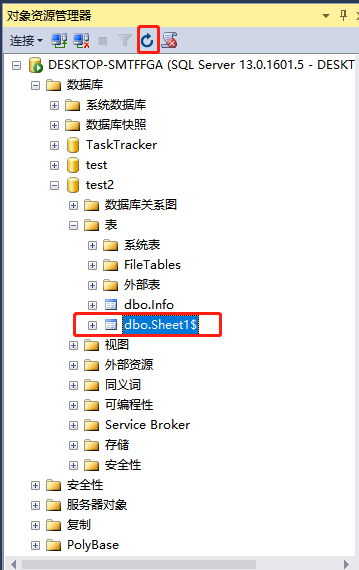 对象资源管理器
连接
DESKTOP-SMTFFGA (SQL Server 13.0.1601.5 - DESKT
数据库
系统数据库
数据库快照
TaskTracker
test
test2
数据库关系图
表
系统表
FileTables
外部表
dbo.Info
dbo.Sheet1$
视图
外部资源
同义词
可编程性
Service Broker
存储
安全性
安全性
服务器对象
复制
PolyBase